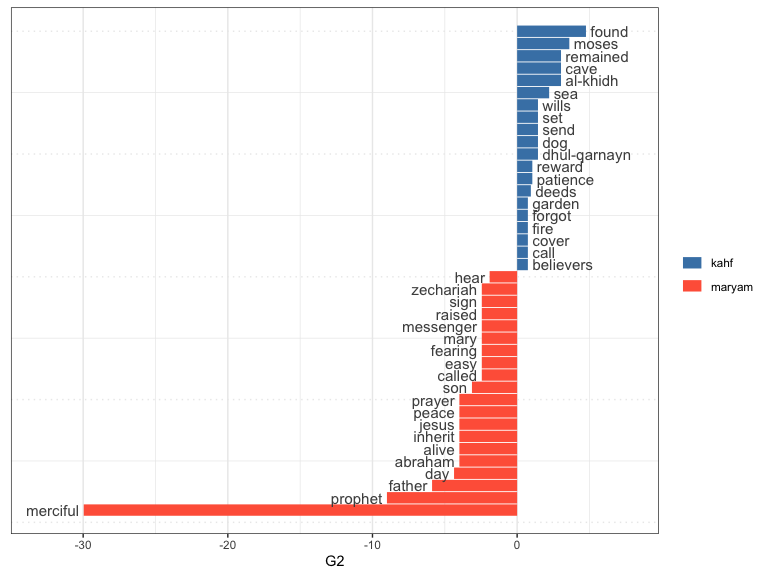 found
moses
remained
cave
al-khidh
sea
wills
set
send
dog
dhul-garnayn
reward
patience
deeds
garden
forgot
fire
cover
call
believers
hear
zechariah
sign
raised
messenger
mary
fearing
easy
called
son
prayer
peace
jesus
inherit
alive
abraham
day
father
prophet
merciful
kahf
maryam
-30 -20 -10 0
G2